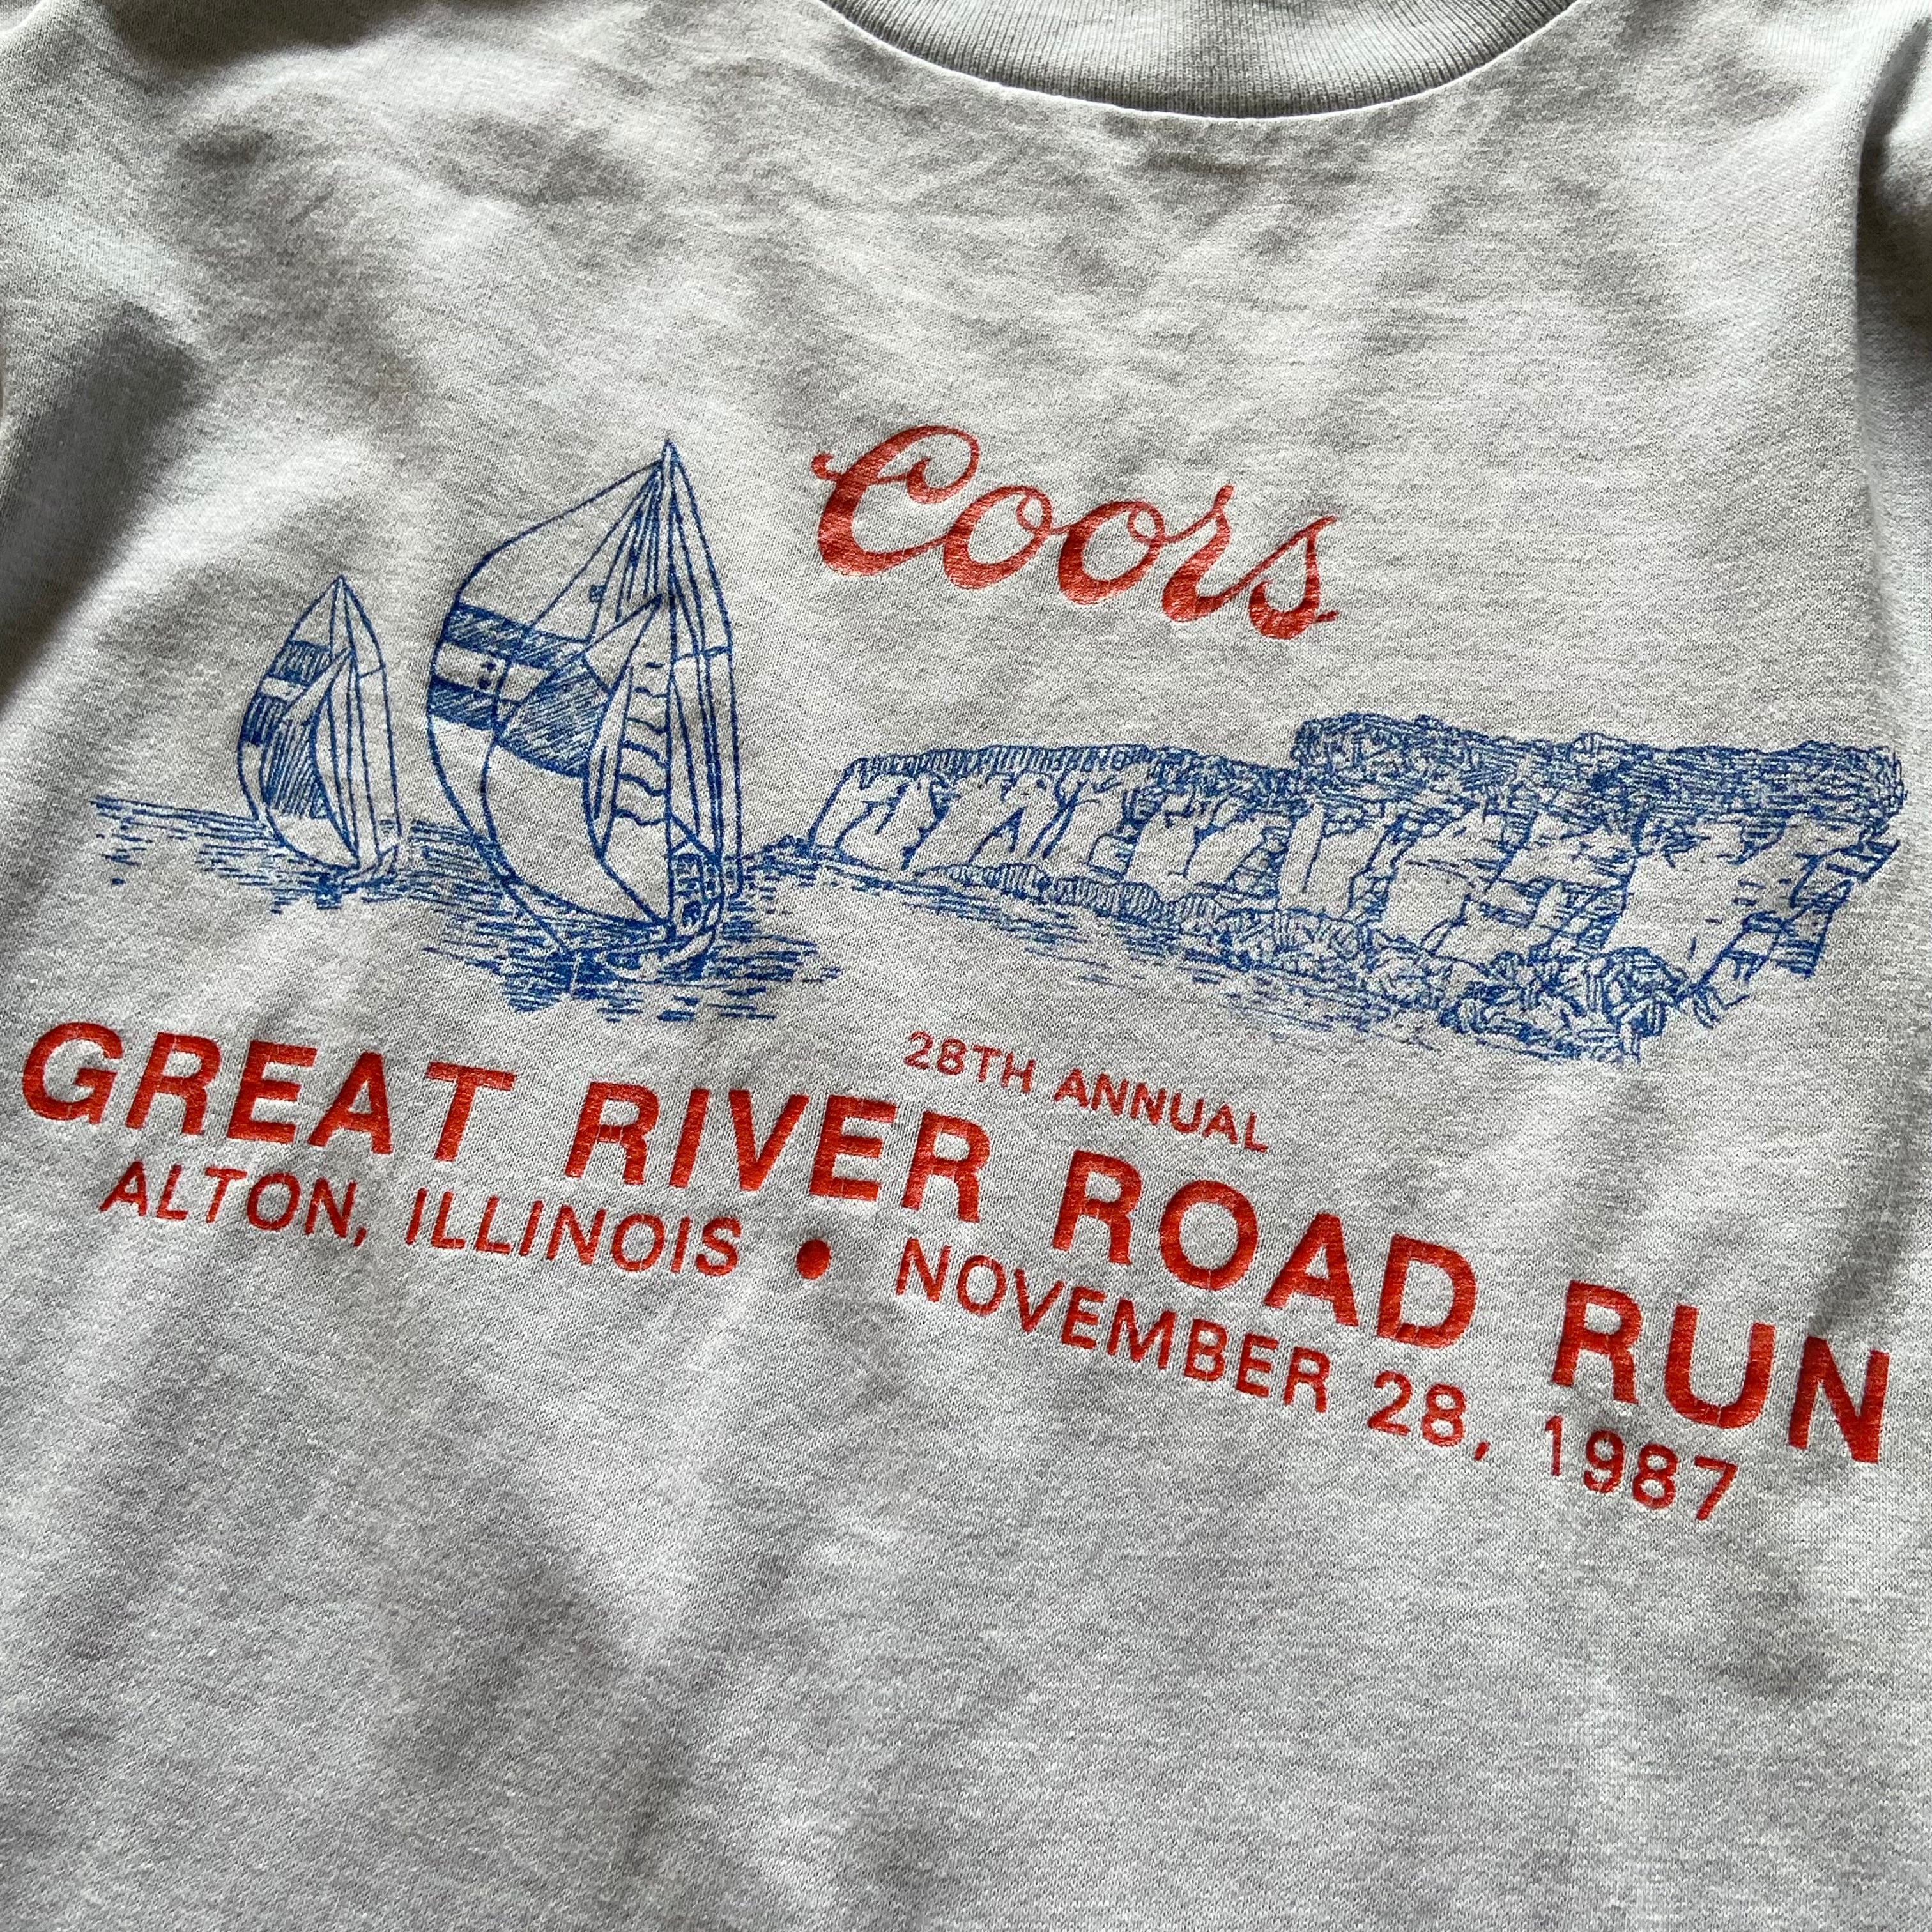 Coors
28TH ANNUAL
GREAT RIVER ROAD RUN
ALTON, ILLINOIS • NOVEMBER 28, 1987